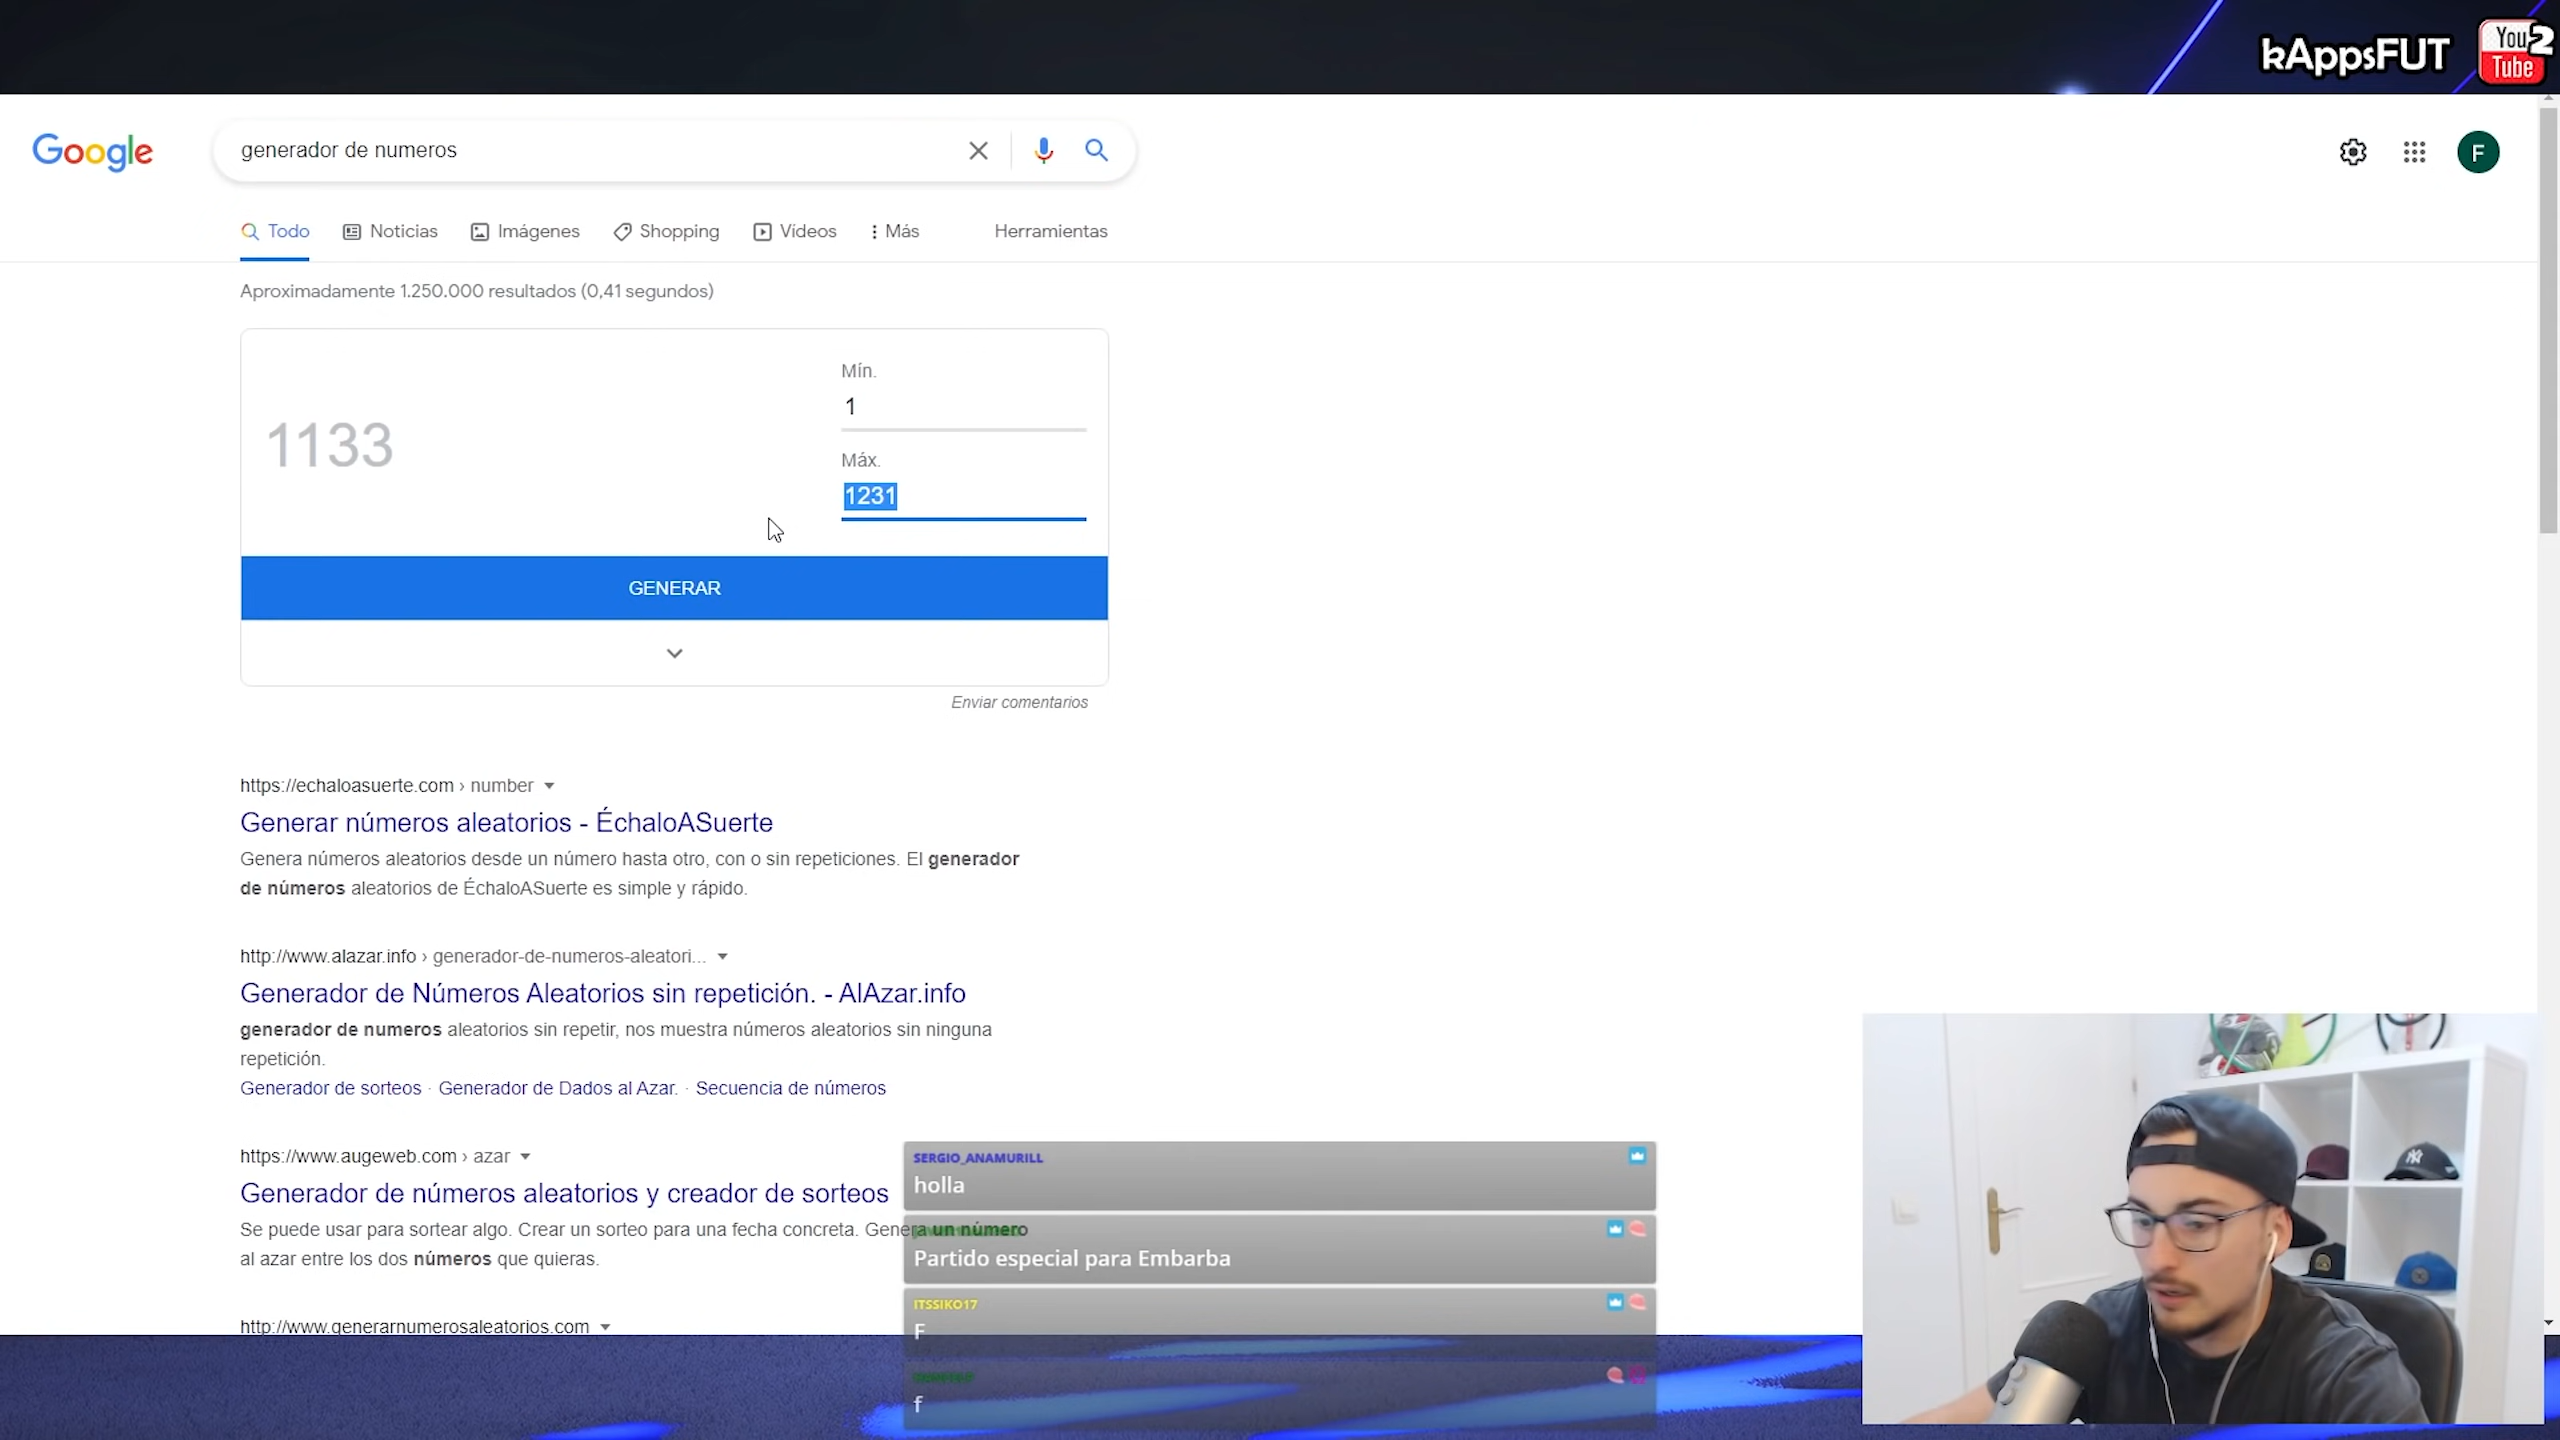 kAppsFUT
You2
Tube
Google
generador de numeros
F
Todo
Noticias
Imágenes
Shopping
Vídeos
Más
Herramientas
Aproximadamente 1.250.000 resultados (0,41 segundos)
Mín.
1
1133
Máx.
1231
GENERAR
Enviar comentarios
https://echaloasuerte.com › number
Generar números aleatorios - ÉchaloASuerte
Genera números aleatorios desde un número hasta otro, con o sin repeticiones. El generador
de números aleatorios de ÉchaloASuerte es simple y rápido.
http://www.alazar.info › generador-de-numeros-aleatori...
Generador de Números Aleatorios sin repetición. - AlAzar.info
generador de numeros aleatorios sin repetir, nos muestra números aleatorios sin ninguna
repetición.
Generador de sorteos · Generador de Dados al Azar. · Secuencia de números
https://www.augeweb.com › azar
Generador de números aleatorios y creador de sorteos
Se puede usar para sortear algo. Crear un sorteo para una fecha concreta. Genera un número
al azar entre los dos números que quieras.
http://www.generarnumerosaleatorios.com
SERGIO_ANAMURILL
holla
Partido especial para Embarba
ITSSIKO17
F
f